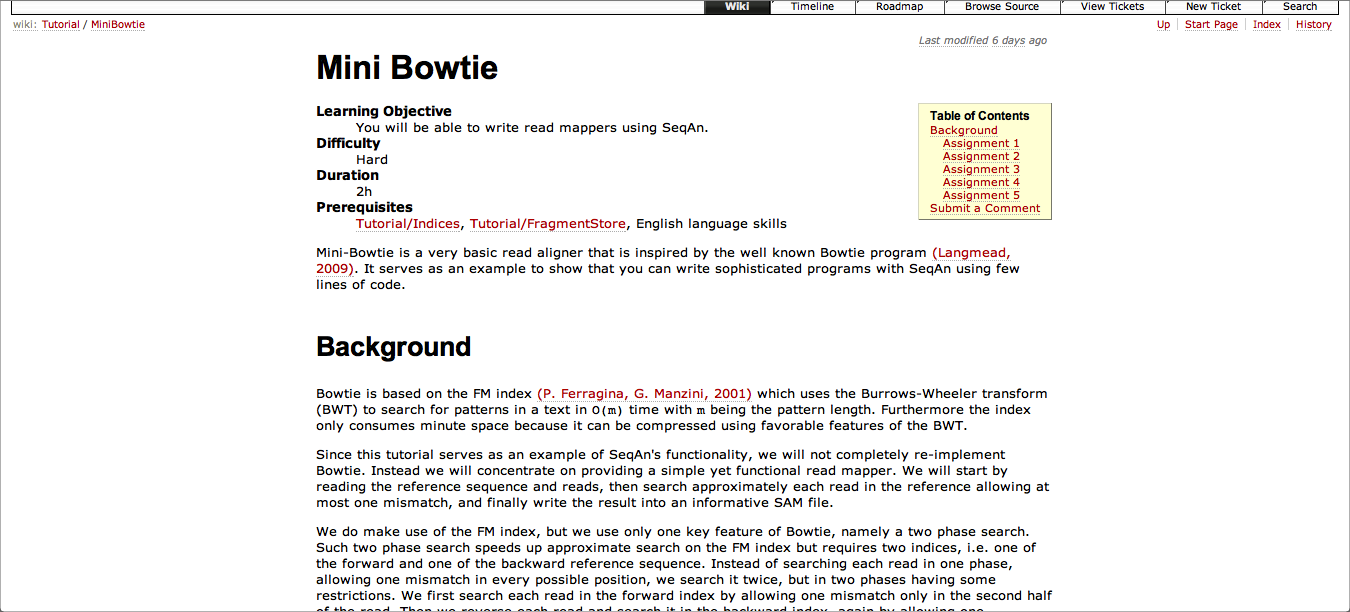 Wiki Timeline Roadmap Browse Source View Tickets New Ticket Search
wiki: Tutorial / MiniBowtie
Up Start Page Index History
Last modified 6 days ago
Mini Bowtie
Learning Objective
You will be able to write read mappers using SeqAn.
Difficulty
Hard
Duration
2h
Prerequisites
Tutorial/Indices, Tutorial/FragmentStore, English language skills
Table of Contents
Background
Assignment 1
Assignment 2
Assignment 3
Assignment 4
Assignment 5
Submit a Comment
Mini-Bowtie is a very basic read aligner that is inspired by the well known Bowtie program (Langmead,
2009). It serves as an example to show that you can write sophisticated programs with SeqAn using few
lines of code.
Background
Bowtie is based on the FM index (P. Ferragina, G. Manzini, 2001) which uses the Burrows-Wheeler transform
(BWT) to search for patterns in a text in O(m) time with m being the pattern length. Furthermore the index
only consumes minute space because it can be compressed using favorable features of the BWT.
Since this tutorial serves as an example of SeqAn's functionality, we will not completely re-implement
Bowtie. Instead we will concentrate on providing a simple yet functional read mapper. We will start by
reading the reference sequence and reads, then search approximately each read in the reference allowing at
most one mismatch, and finally write the result into an informative SAM file.
We do make use of the FM index, but we use only one key feature of Bowtie, namely a two phase search.
Such two phase search speeds up approximate search on the FM index but requires two indices, i.e. one of
the forward and one of the backward reference sequence. Instead of searching each read in one phase,
allowing one mismatch in every possible position, we search it twice, but in two phases having some
restrictions. We first search each read in the forward index by allowing one mismatch only in the second half
of the read. Then we reverse each read and search it in the backward index, again by allowing one